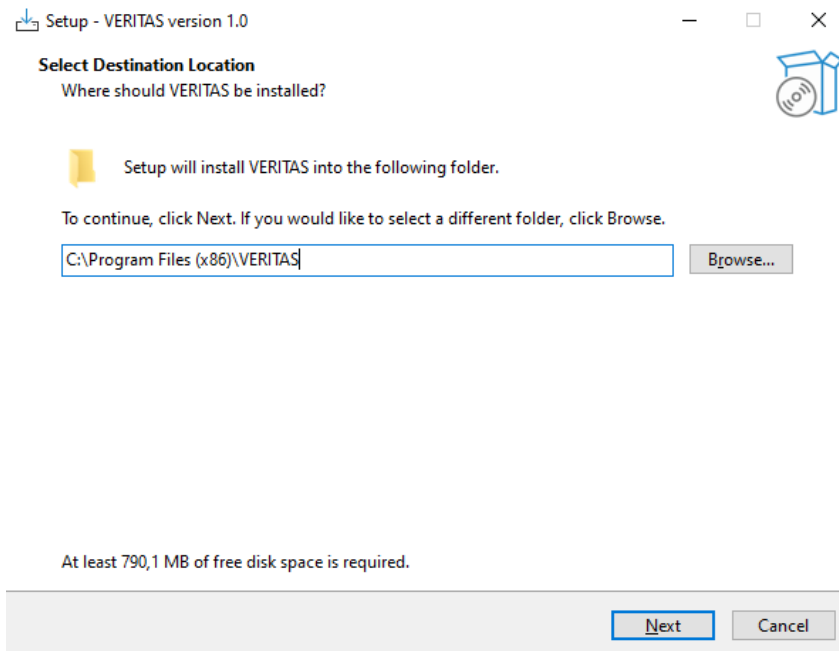 Setup - VERITAS version 1.0
Select Destination Location
Where should VERITAS be installed?
Setup will install VERITAS into the following folder.
To continue, click Next. If you would like to select a different folder, click Browse.
C:\Program Files (x86)\VERITAS
Browse...
At least 790,1 MB of free disk space is required.
Next
Cancel